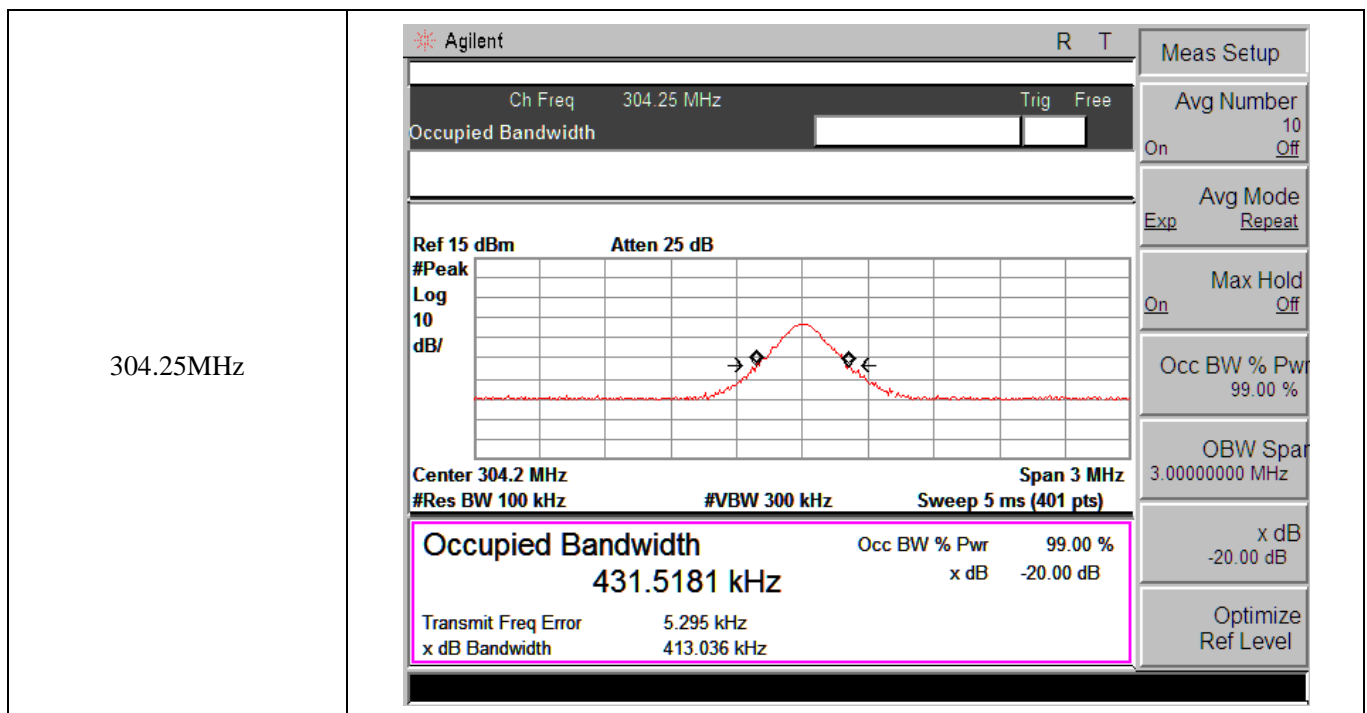 304.25MHz
Agilent R T
Ch Freq 304.25 MHz Trig Free
Occupied Bandwidth
Ref 15 dBm Atten 25 dB
#Peak
Log
10
dB/
Center 304.2 MHz Span 3 MHz
#Res BW 100 kHz #VBW 300 kHz Sweep 5 ms (401 pts)
Occupied Bandwidth Occ BW % Pwr 99.00 %
431.5181 kHz x dB -20.00 dB
Transmit Freq Error 5.295 kHz
x dB Bandwidth 413.036 kHz
Meas Setup
Avg Number
10
On Off
Avg Mode
Exp Repeat
Max Hold
On Off
Occ BW % Pwr
99.00 %
OBW Span
3.00000000 MHz
x dB
-20.00 dB
Optimize
Ref Level